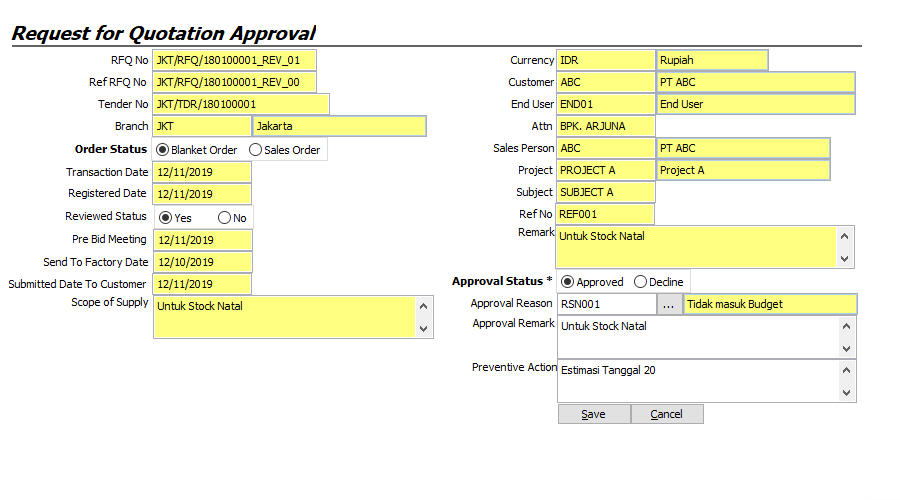 Request for Quotation Approval
RFQ No JKT/RFQ/180100001_REV_01
Ref RFQ No JKT/RFQ/180100001_REV_00
Tender No JKT/TDR/180100001
Branch JKT Jakarta
Order Status Blanket Order Sales Order
Transaction Date 12/11/2019
Registered Date 12/11/2019
Reviewed Status Yes No
Pre Bid Meeting 12/11/2019
Send To Factory Date 12/10/2019
Submitted Date To Customer 12/11/2019
Scope of Supply Untuk Stock Natal
Currency IDR Rupiah
Customer ABC PT ABC
End User END01 End User
Attn BPK. ARJUNA
Sales Person ABC PT ABC
Project PROJECT A Project A
Subject SUBJECT A
Ref No REF001
Remark Untuk Stock Natal
Approval Status * Approved Decline
Approval Reason RSN001 ... Tidak masuk Budget
Approval Remark Untuk Stock Natal
Preventive Action Estimasi Tanggal 20
Save Cancel